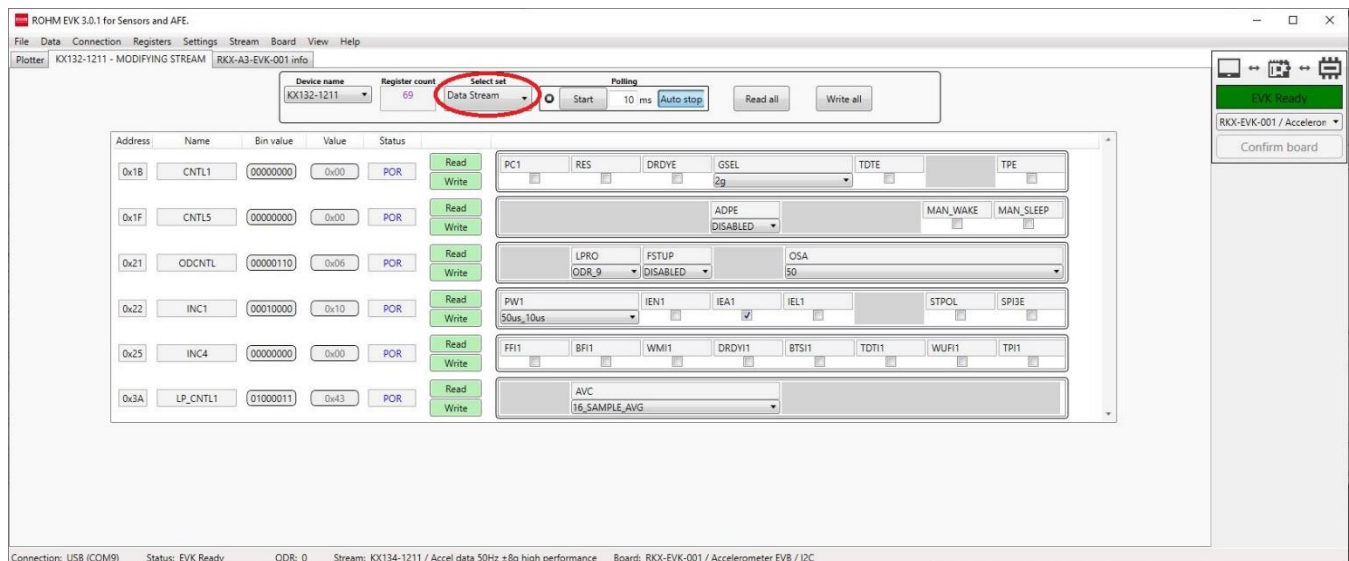 ROHM EVK 3.0.1 for Sensors and AFE.
File Data Connection Registers Settings Stream Board View Help
Plotter KX132-1211 - MODIFYING STREAM RKX-A3-EVK-001 info
Device name Register count Select set Polling
KX132-1211 69 Data Stream Start 10 ms Auto stop Read all Write all
EVK Ready
RKX-EVK-001 / Acceleron
Confirm board
Address Name Bin value Value Status
0x1B CNTL1 00000000 0x00 POR Read Write PC1 RES DRDYE GSEL TDTE TPE
2g
0x1F CNTL5 00000000 0x00 POR Read Write ADPE MAN_WAKE MAN_SLEEP
DISABLED
0x21 ODCNTL 00000110 0x06 POR Read Write LPRO FSTUP OSA
ODR_9 DISABLED 50
0x22 INC1 00010000 0x10 POR Read Write PW1 IEN1 IEA1 IEL1 STPOL SPI3E
50us_10us
0x25 INC4 00000000 0x00 POR Read Write FFI1 BFI1 WMI1 DRDYI1 BTSI1 TDTI1 WUFI1 TPI1
0x3A LP_CNTL1 01000011 0x43 POR Read Write AVC
16_SAMPLE_AVG
Connection: USB (COM9) Status: EVK Ready ODR: 0 Stream: KX134-1211 / Accel data 50Hz ±8g high performance Board: RKX-EVK-001 / Accelerometer EVB / I2C